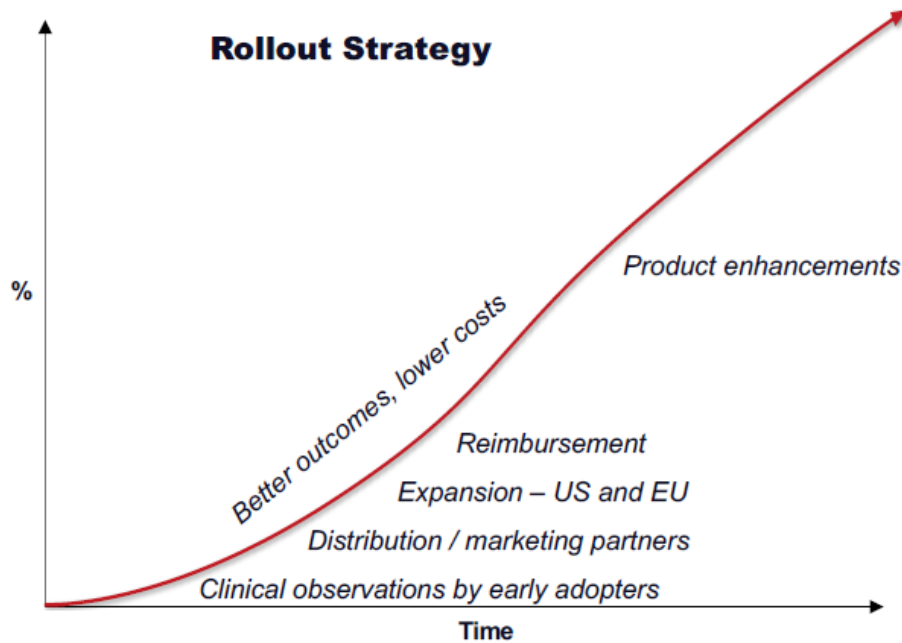 Rollout Strategy
Product enhancements
%
Better outcomes, lower costs
Reimbursement
Expansion – US and EU
Distribution / marketing partners
Clinical observations by early adopters
Time